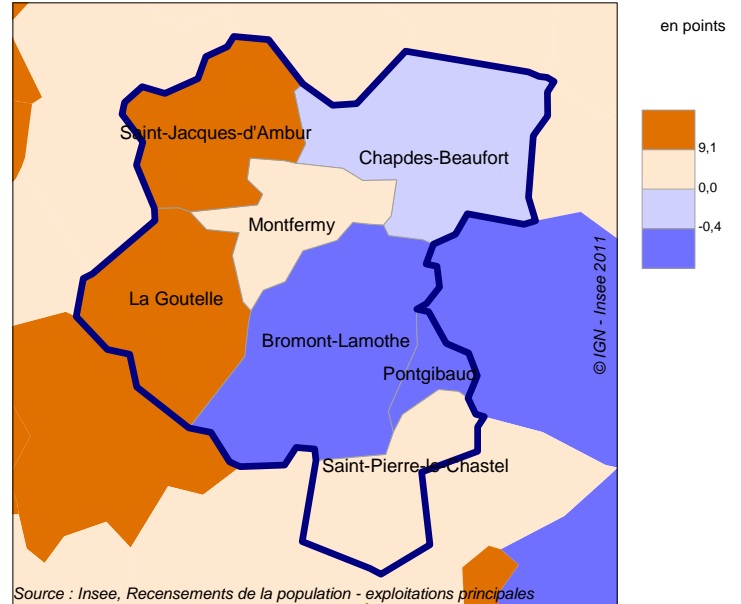 en points
9,1
0,0
-0,4
Saint-Jacques-d'Ambur
Chapdes-Beaufort
Montfermy
La Goutelle
Bromont-Lamothe
Pontgibaud
Saint-Pierre-le-Chastel
© IGN - Insee 2011
Source : Insee, Recensements de la population - exploitations principales